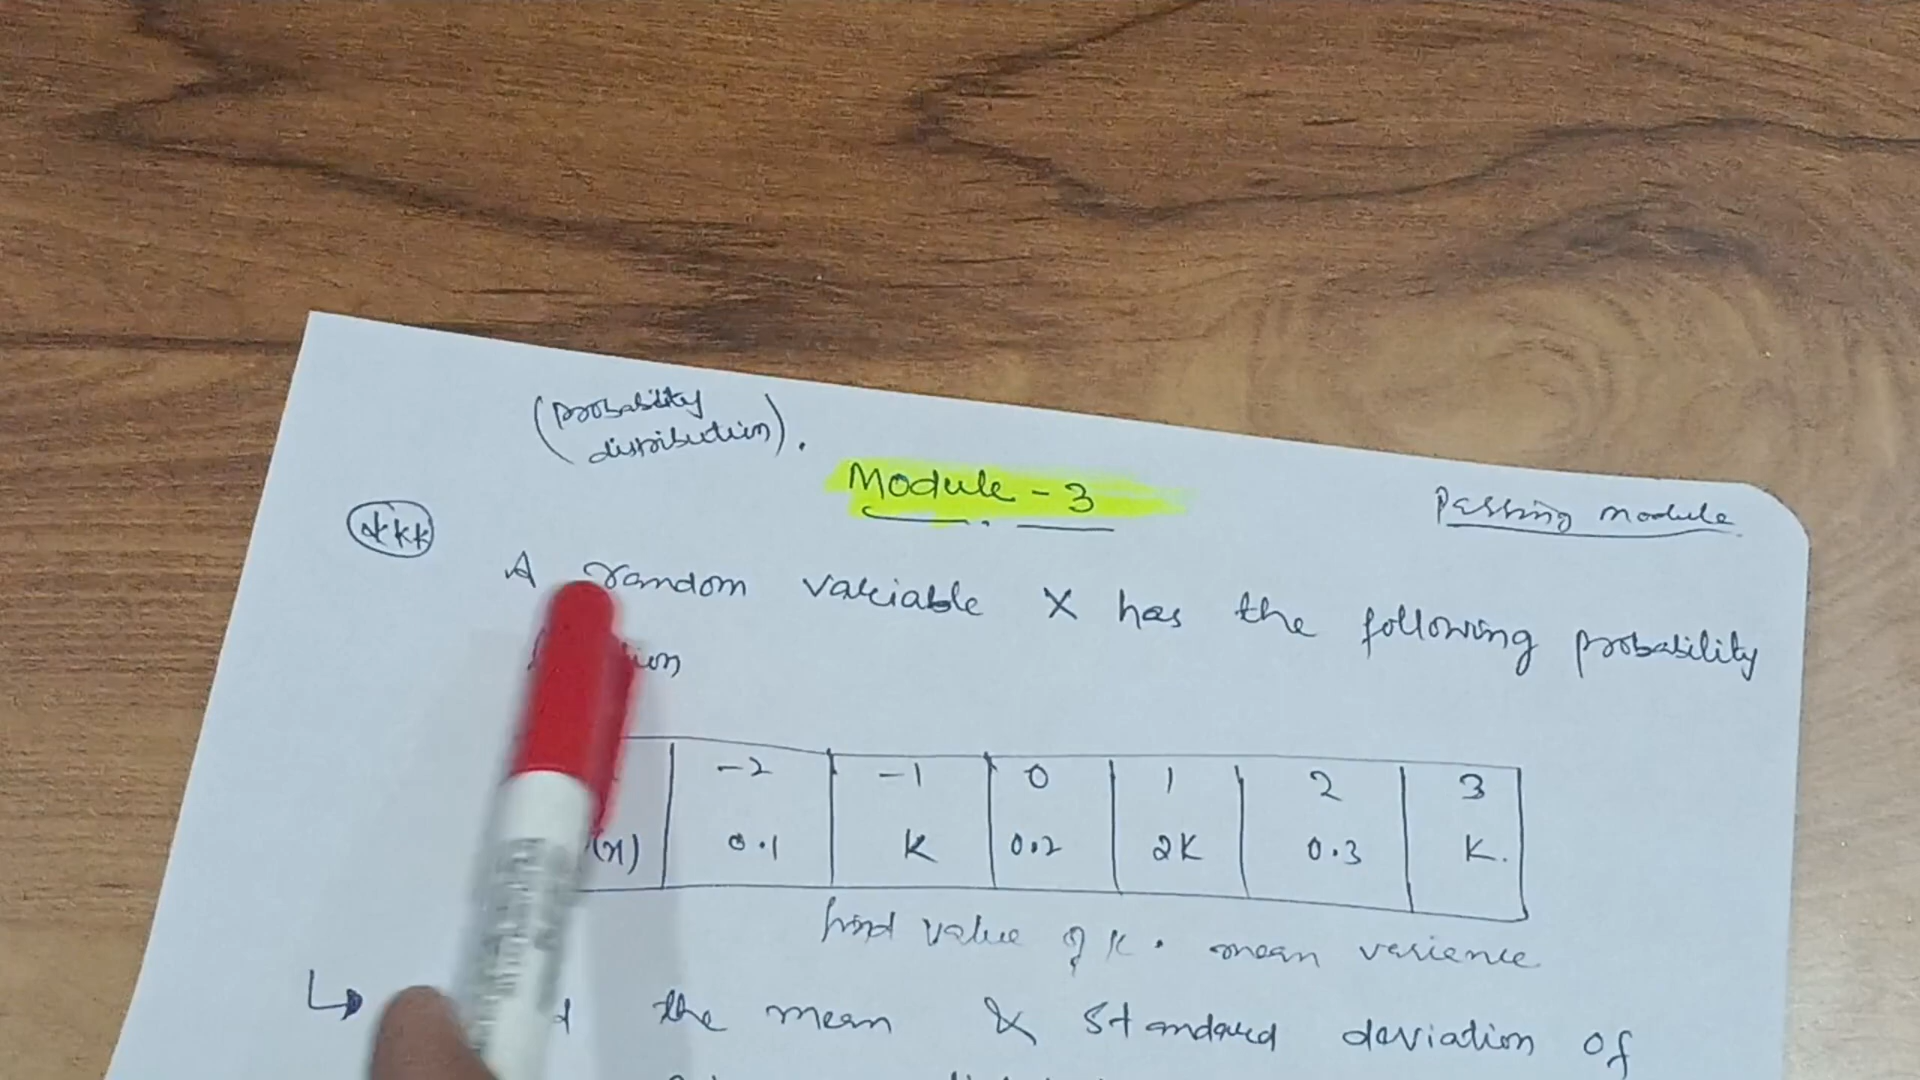 (probability
distribution).
Module - 3
Passing module
***
A random variable X has the following probability
-2 -1 0 1 2 3
(x) 0.1 K 0.2 2K 0.3 K.
find value of K. mean varience
the mean & Standard deviation of